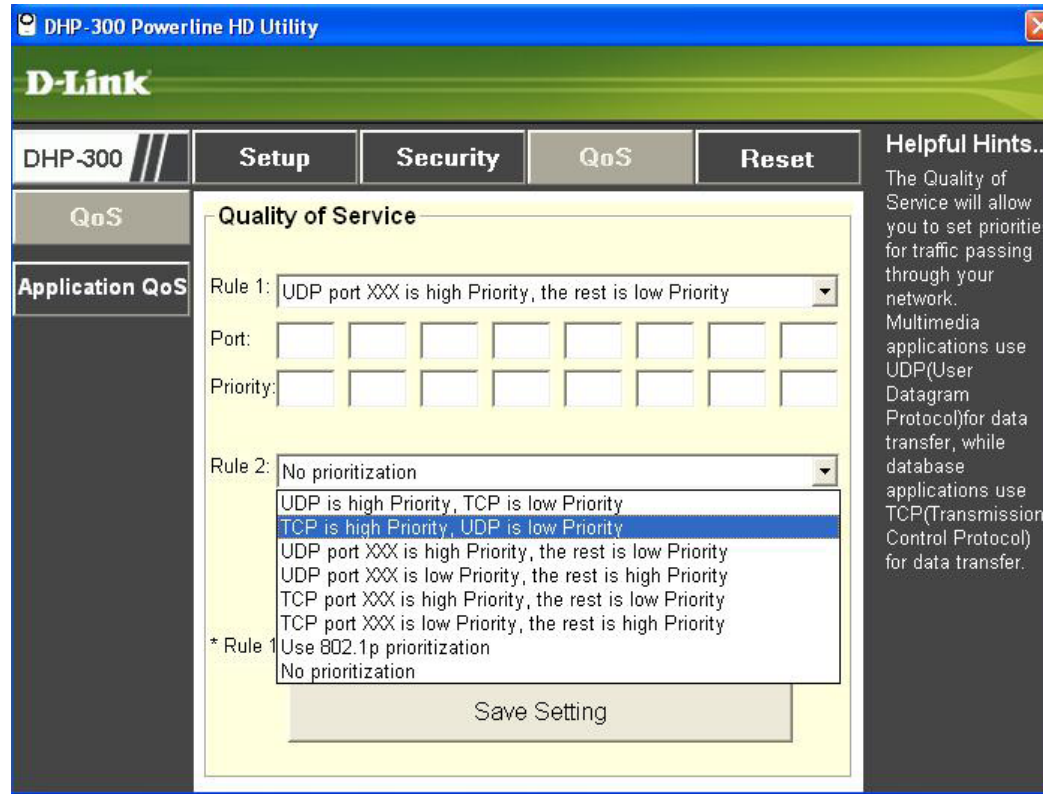 DHP-300 Powerline HD Utility
D-Link
DHP-300
Setup
Security
QoS
Reset
QoS
Application QoS
Quality of Service
Rule 1: UDP port XXX is high Priority, the rest is low Priority
Port:
Priority:
Rule 2: No prioritization
UDP is high Priority, TCP is low Priority
TCP is high Priority, UDP is low Priority
UDP port XXX is high Priority, the rest is low Priority
UDP port XXX is low Priority, the rest is high Priority
TCP port XXX is high Priority, the rest is low Priority
TCP port XXX is low Priority, the rest is high Priority
* Rule 1
Use 802.1p prioritization
No prioritization
Save Setting
Helpful Hints..
The Quality of
Service will allow
you to set prioritie
for traffic passing
through your
network.
Multimedia
applications use
UDP(User
Datagram
Protocol)for data
transfer, while
database
applications use
TCP(Transmission
Control Protocol)
for data transfer.